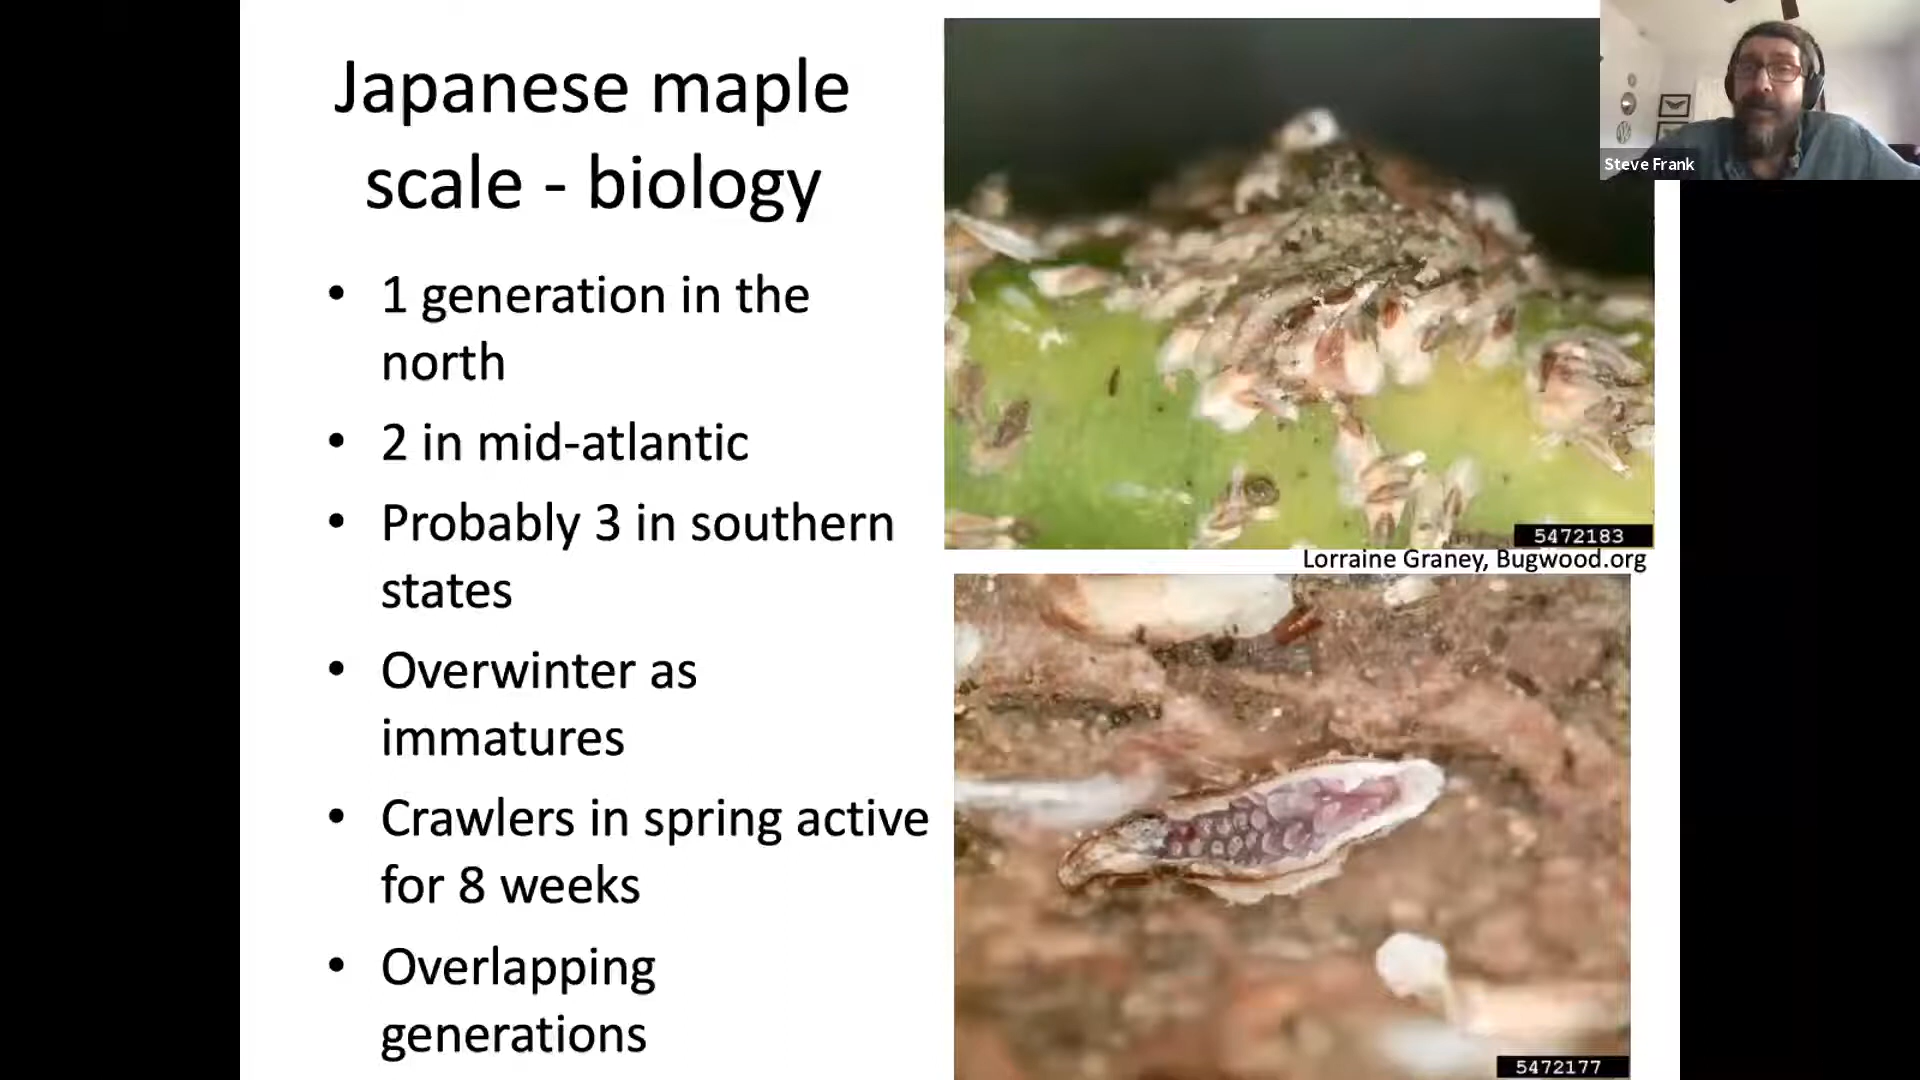 Japanese maple
scale - biology
• 1 generation in the
north
• 2 in mid-atlantic
• Probably 3 in southern
states
• Overwinter as
immatures
• Crawlers in spring active
for 8 weeks
• Overlapping
generations
5472183
Lorraine Graney, Bugwood.org
5472177
Steve Frank